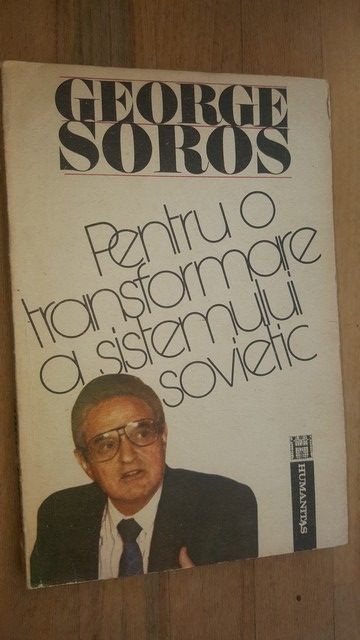 GEORGE
SOROS
Pentru o
transformare
a sistemului
sovietic
HUMANITAS